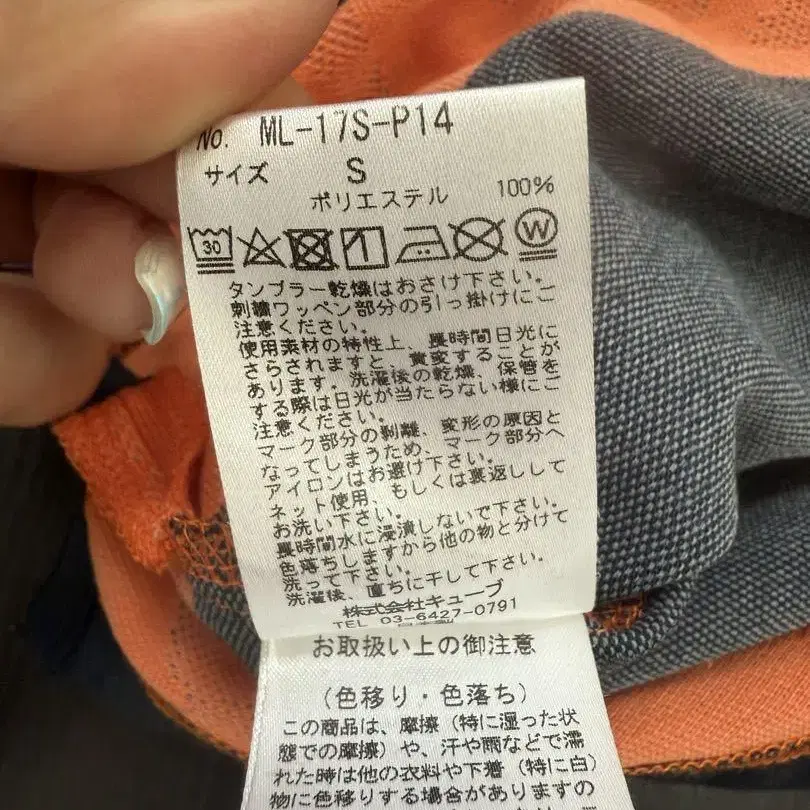 No. ML-17S-P14
サイズ S
ポリエステル 100%
30
W
タンブラー乾燥はおさけ下さい。
刺繍ワッペン部分の引っ掛けにご
注意ください。
使用素材の特性上、長時間日光に
さらされますと、黄変することが
あります。洗濯後の乾燥、保管を
する際は日光が当たらない様にご
注意ください。
マーク部分の剥離、変形の原因と
なってしまうため、マーク部分へ
アイロンはお避け下さい。
ネット使用、もしくは裏返しして
お洗い下さい。
長時間水に浸漬しないで下さい。
色落ちしますから他の物と分けて
洗って下さい。
洗濯後、直ちに干して下さい。
株式会社キューブ
TEL 03-6427-0791
お取扱い上の御注意
(色移り・色落ち)
この商品は、摩擦(特に湿った状
態での摩擦)や、汗や雨などで濡
れた時は他の衣料や下着(特に白)
物に色移りする場合がありますの